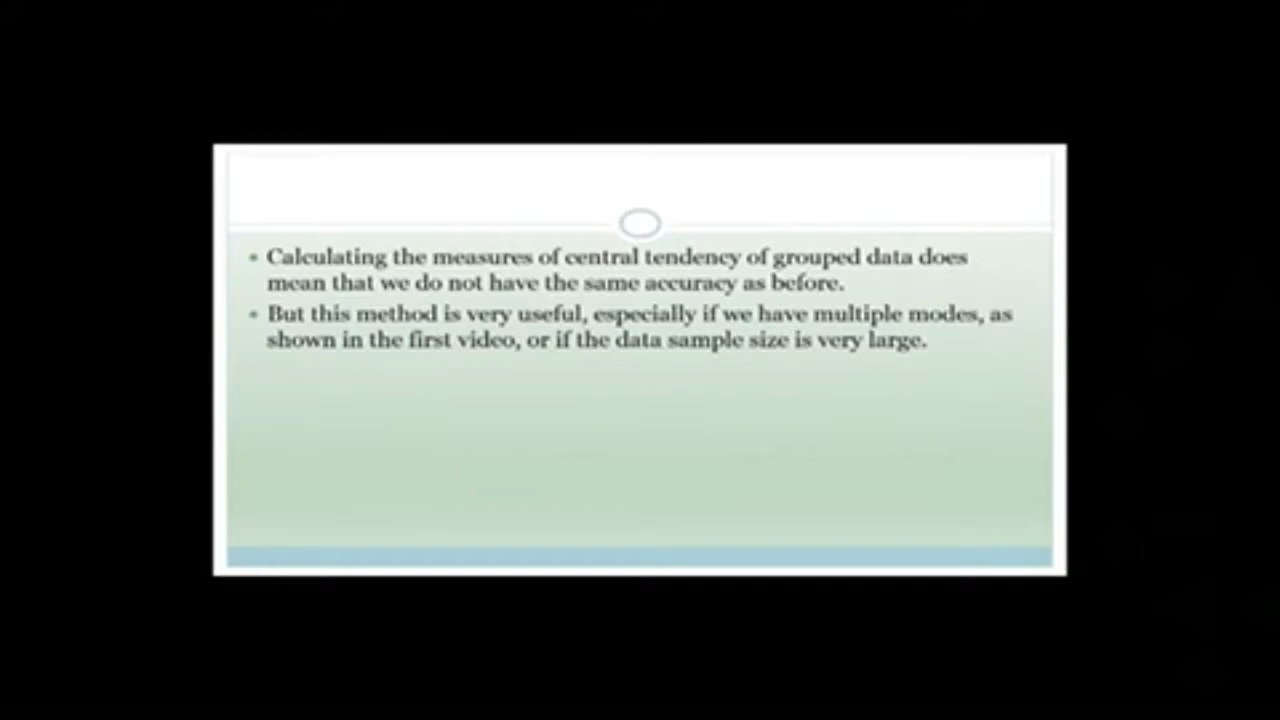 • Calculating the measures of central tendency of grouped data does
mean that we do not have the same accuracy as before.
• But this method is very useful, especially if we have multiple modes, as
shown in the first video, or if the data sample size is very large.